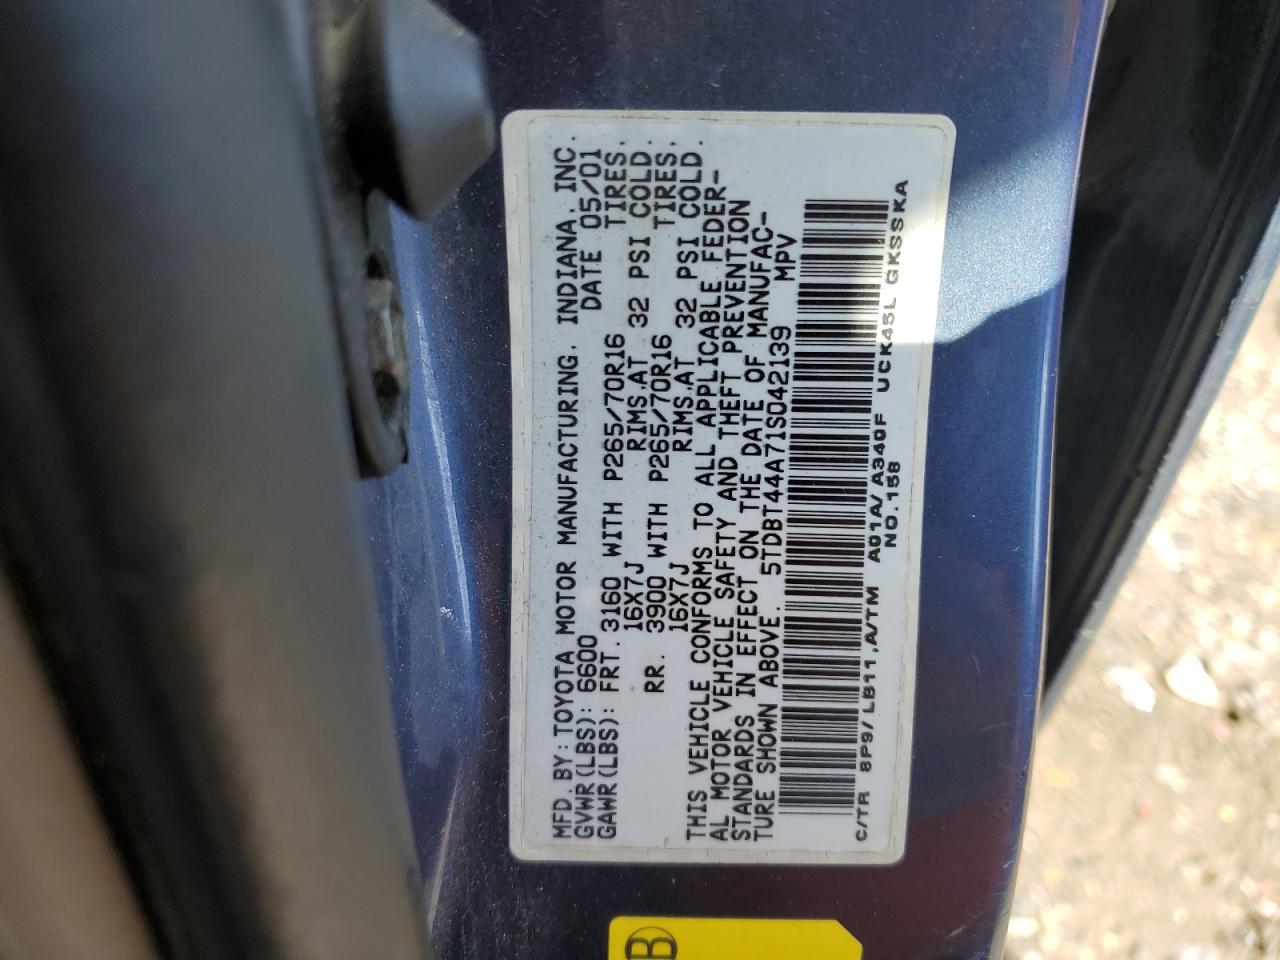 MFD. BY: TOYOTA MOTOR MANUFACTURING, INDIANA, INC.
GVWR(LBS): 6600 DATE 05/01
GAWR(LBS): FRT. 3160 WITH P265/70R16 TIRES,
16X7J RIMS.AT 32 PSI COLD.
RR. 3900 WITH P265/70R16 TIRES,
16X7J RIMS.AT 32 PSI COLD.
THIS VEHICLE CONFORMS TO ALL APPLICABLE FEDER-
AL MOTOR VEHICLE SAFETY AND THEFT PREVENTION
STANDARDS IN EFFECT ON THE DATE OF MANUFAC-
TURE SHOWN ABOVE. 5TDBT44A71S042139 MPV
C/TR 8P9/LB11,A/TM A01A/A340F UCK45L GKSSKA
NO.158
B